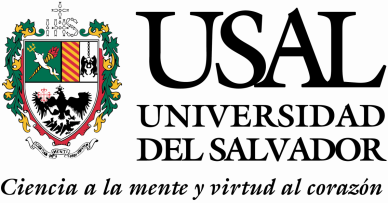 IHS
USAL
UNIVERSIDAD
DEL SALVADOR
Ciencia a la mente y virtud al corazón